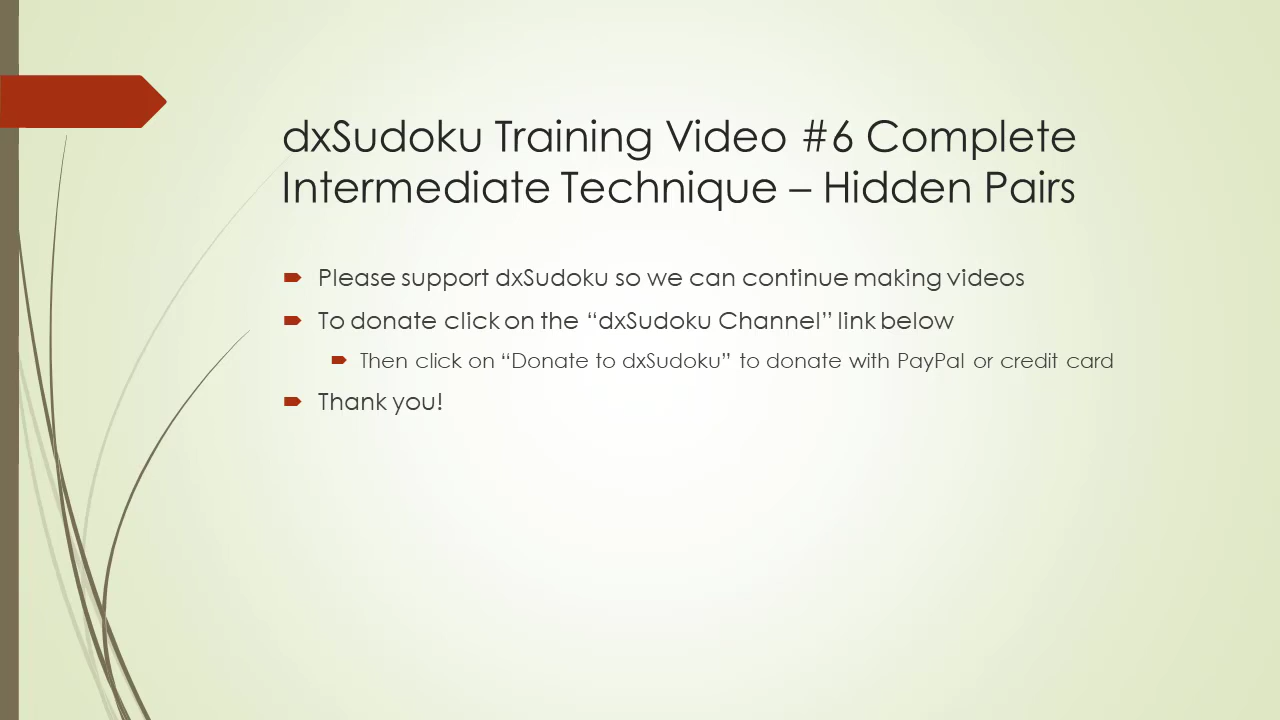 dxSudoku Training Video #6 Complete
Intermediate Technique – Hidden Pairs
Please support dxSudoku so we can continue making videos
To donate click on the “dxSudoku Channel” link below
Then click on “Donate to dxSudoku” to donate with PayPal or credit card
Thank you!